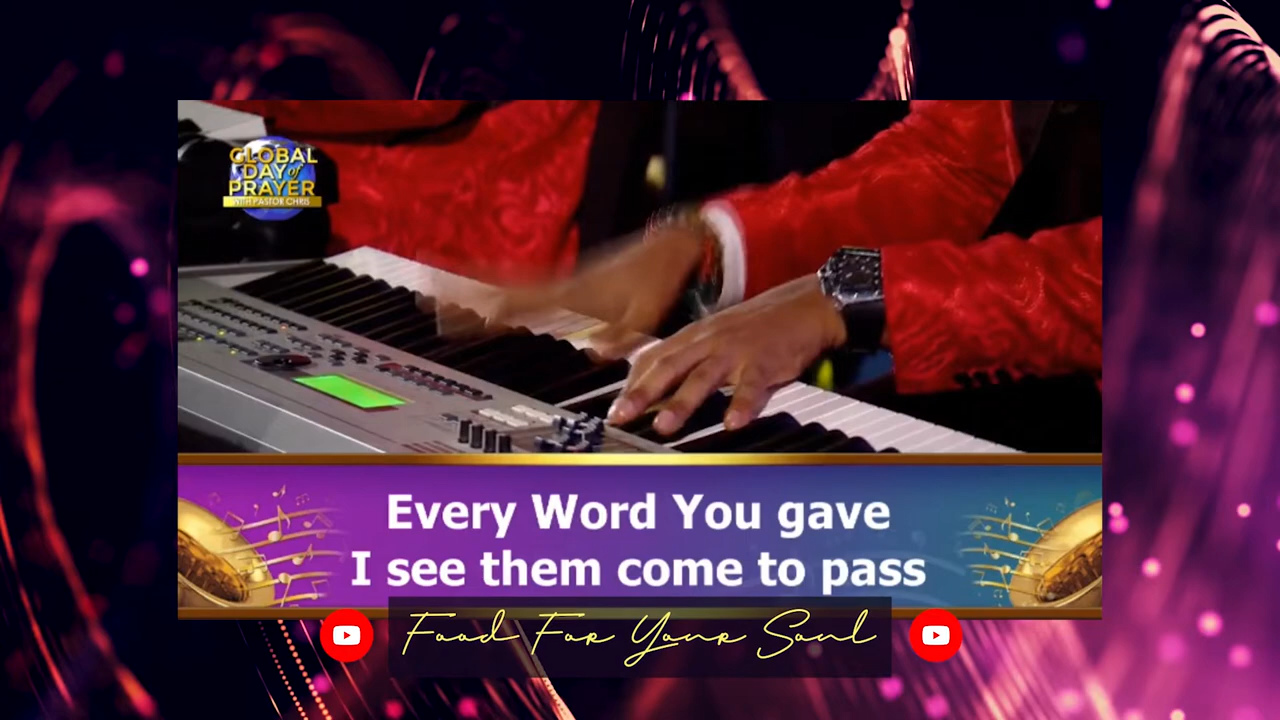 GLOBAL
DAY of
PRAYER
WITH PASTOR CHRIS
Every Word You gave
I see them come to pass
Food For Your Soul